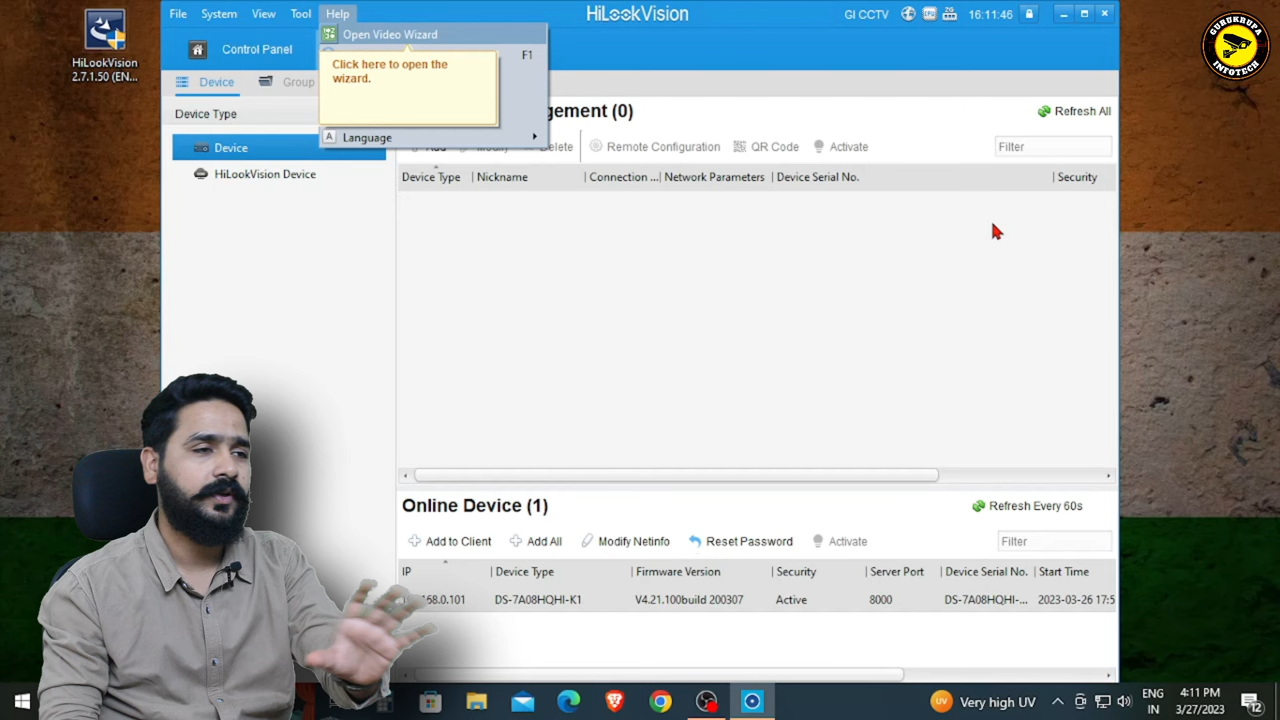 File System View Tool Help HiLookVision GI CCTV 16:11:46
GURUKRUPA INFOTECH
HiLookVision
2.7.1.50 (EN...
Control Panel
Open Video Wizard
F1
Click here to open the
wizard.
Language
Device Group
Device Type
Device
HiLookVision Device
gement (0) Refresh All
Delete Remote Configuration QR Code Activate Filter
Device Type Nickname Connection ... Network Parameters Device Serial No. Security
Online Device (1) Refresh Every 60s
Add to Client Add All Modify Netinfo Reset Password Activate Filter
IP Device Type Firmware Version Security Server Port Device Serial No. Start Time
168.0.101 DS-7A08HQHI-K1 V4.21.100build 200307 Active 8000 DS-7A08HQHI-... 2023-03-26 17:5
UV Very high UV ENG 4:11 PM
IN 3/27/2023 12